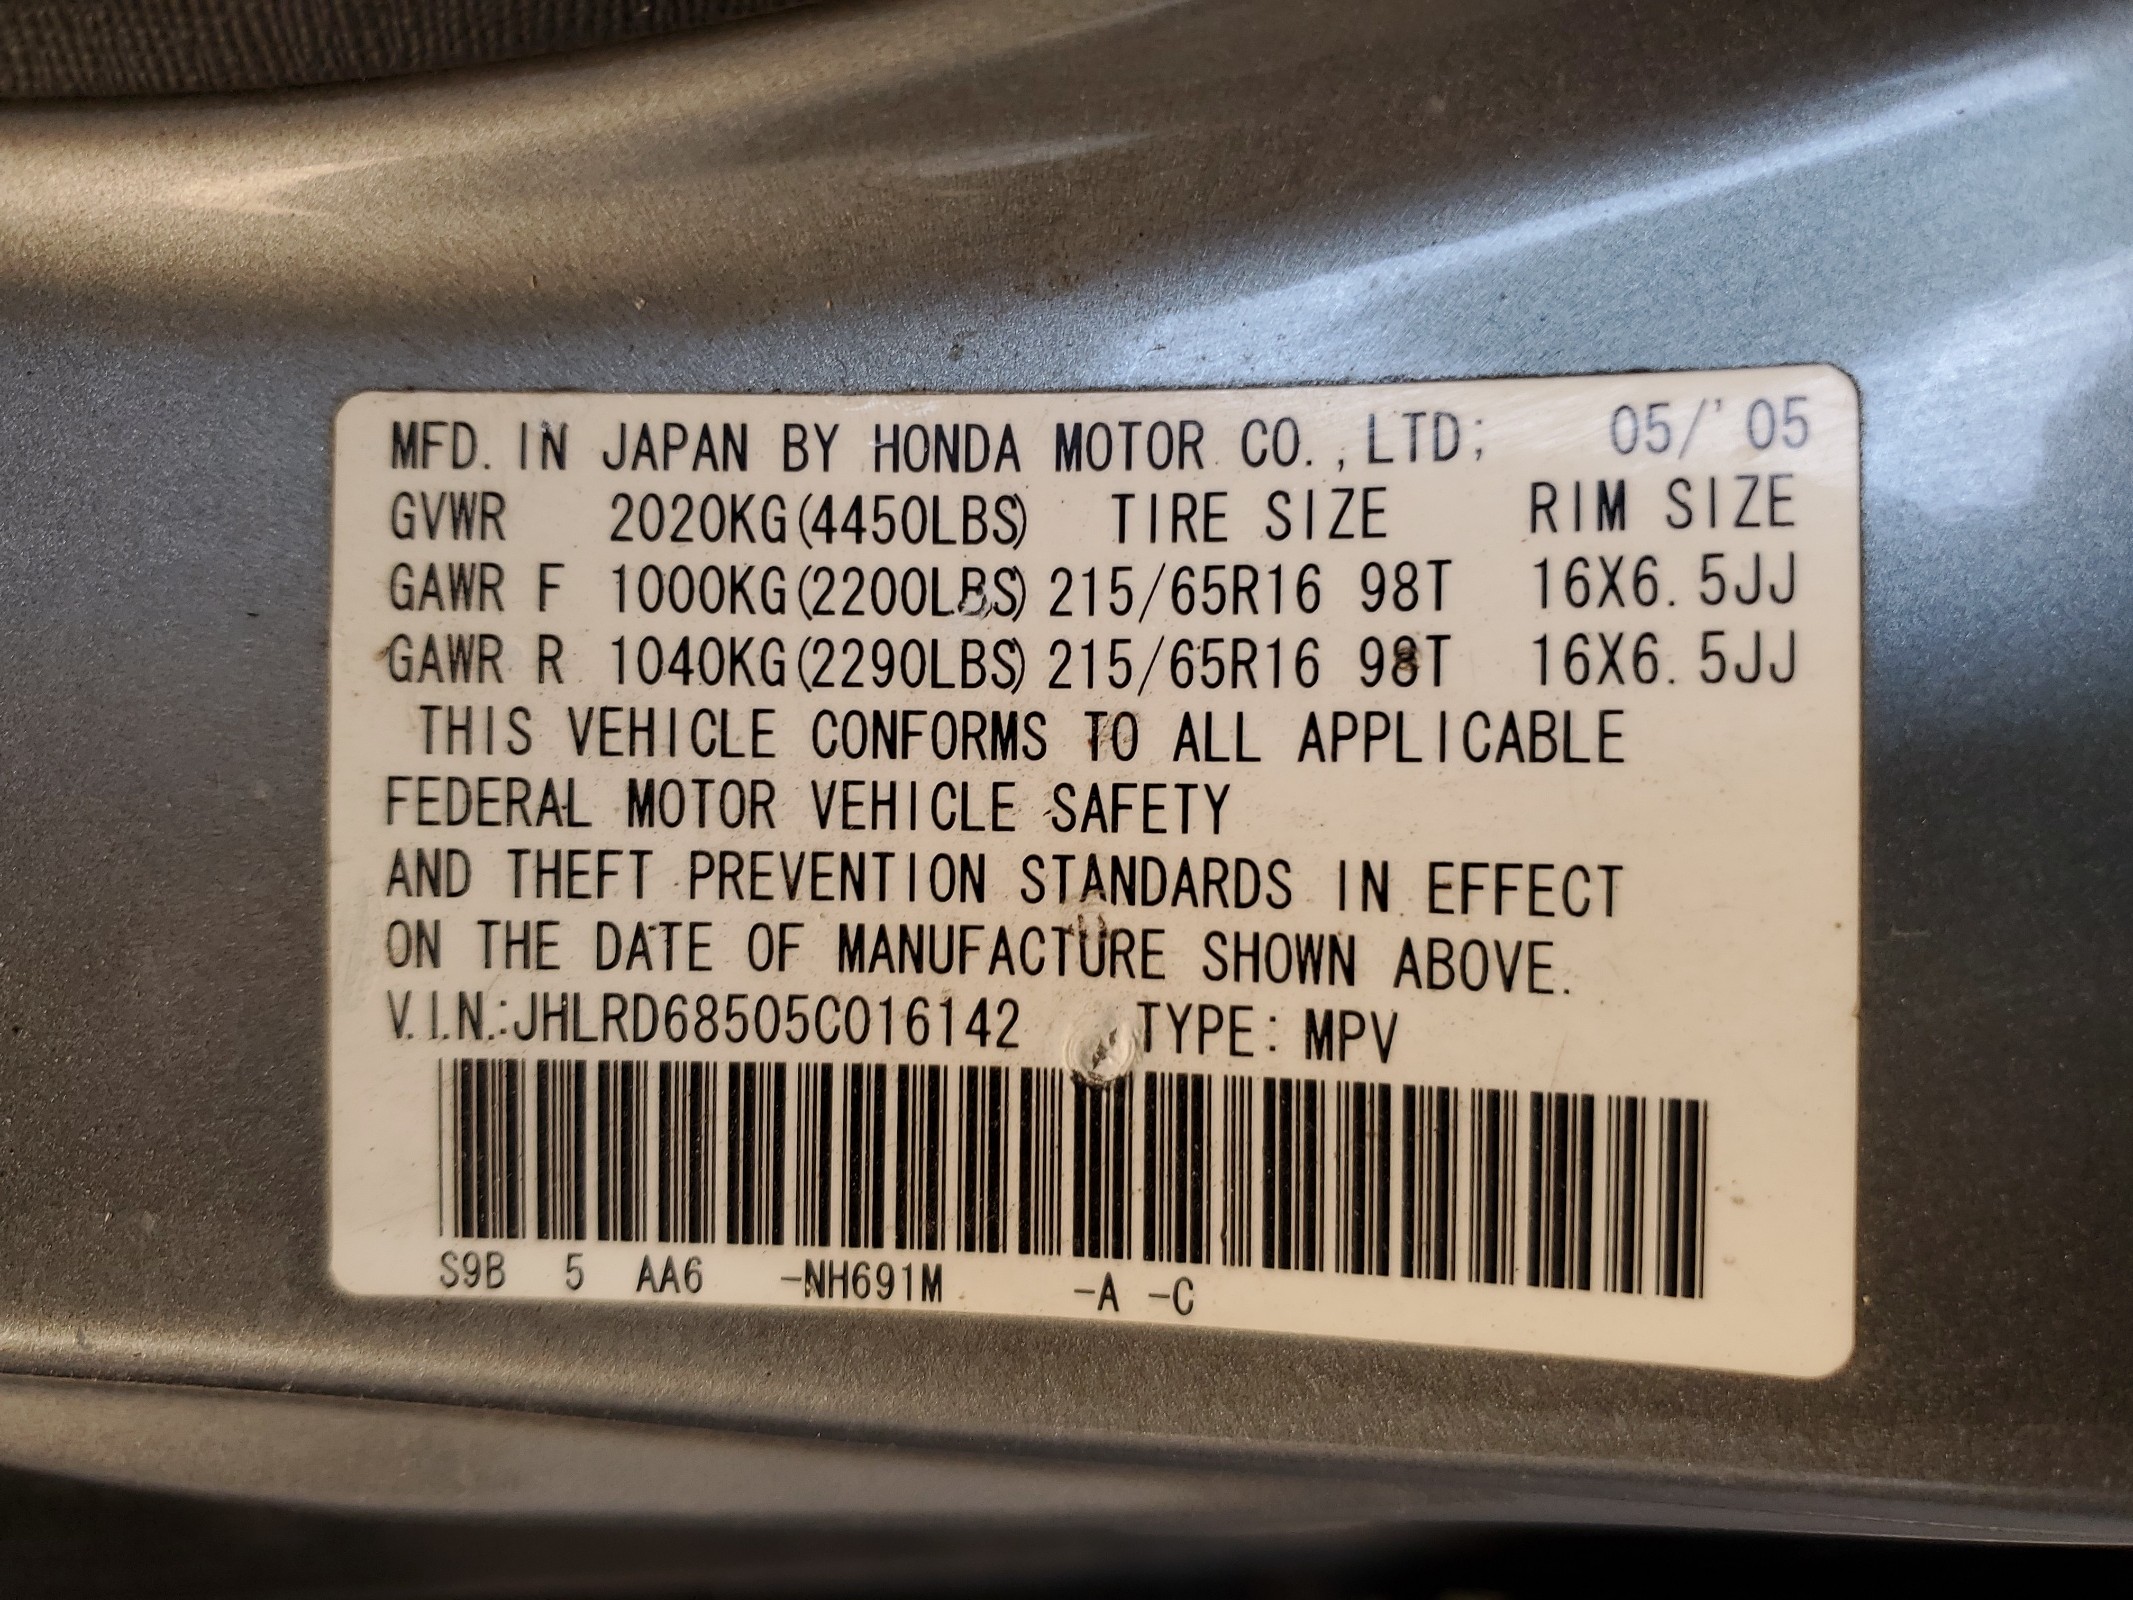 MFD. IN JAPAN BY HONDA MOTOR CO.,LTD; 05/'05
GVWR 2020KG(4450LBS) TIRE SIZE RIM SIZE
GAWR F 1000KG(2200LBS) 215/65R16 98T 16X6.5JJ
GAWR R 1040KG(2290LBS) 215/65R16 98T 16X6.5JJ
THIS VEHICLE CONFORMS TO ALL APPLICABLE
FEDERAL MOTOR VEHICLE SAFETY
AND THEFT PREVENTION STANDARDS IN EFFECT
ON THE DATE OF MANUFACTURE SHOWN ABOVE.
V.I.N.:JHLRD68505C016142 TYPE: MPV
S9B 5 AA6 -NH691M -A -C